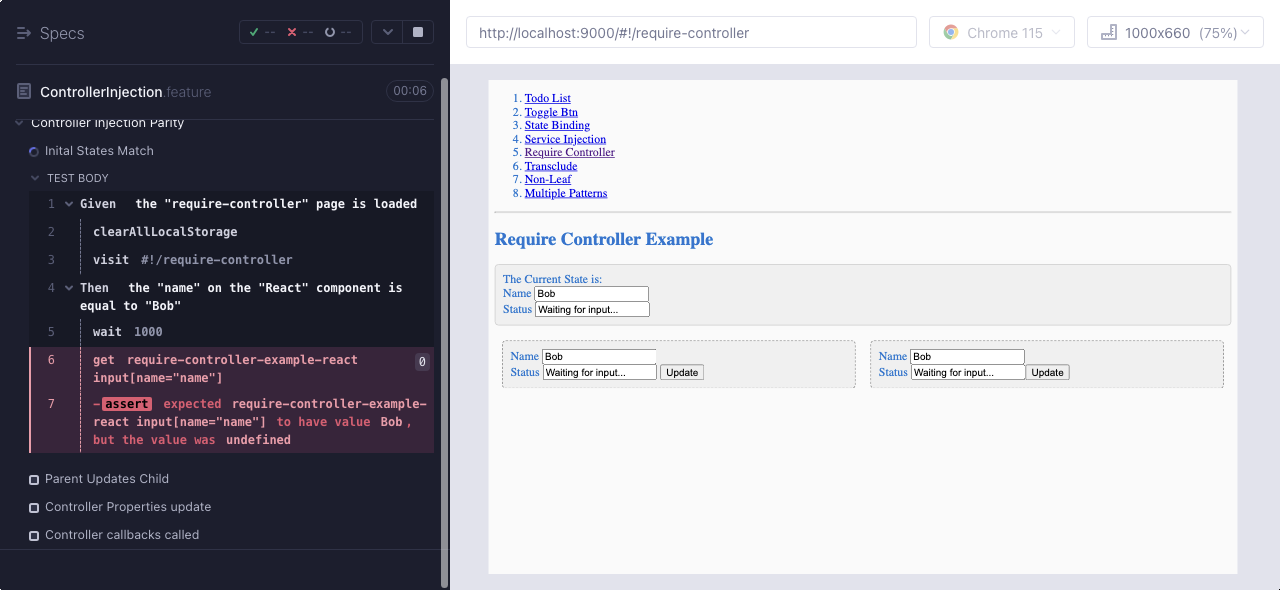 Specs
-- -- --
http://localhost:9000/#!/require-controller
Chrome 115
1000x660 (75%)
ControllerInjection.feature
00:06
Controller Injection Parity
Inital States Match
TEST BODY
1 Given the "require-controller" page is loaded
2 clearAllLocalStorage
3 visit #!/require-controller
4 Then the "name" on the "React" component is
equal to "Bob"
5 wait 1000
6 get require-controller-example-react 0
input[name="name"]
7 -assert expected require-controller-example-
react input[name="name"] to have value Bob,
but the value was undefined
Parent Updates Child
Controller Properties update
Controller callbacks called
1. Todo List
2. Toggle Btn
3. State Binding
4. Service Injection
5. Require Controller
6. Transclude
7. Non-Leaf
8. Multiple Patterns
Require Controller Example
The Current State is:
Name Bob
Status Waiting for input...
Name Bob
Status Waiting for input... Update
Name Bob
Status Waiting for input... Update